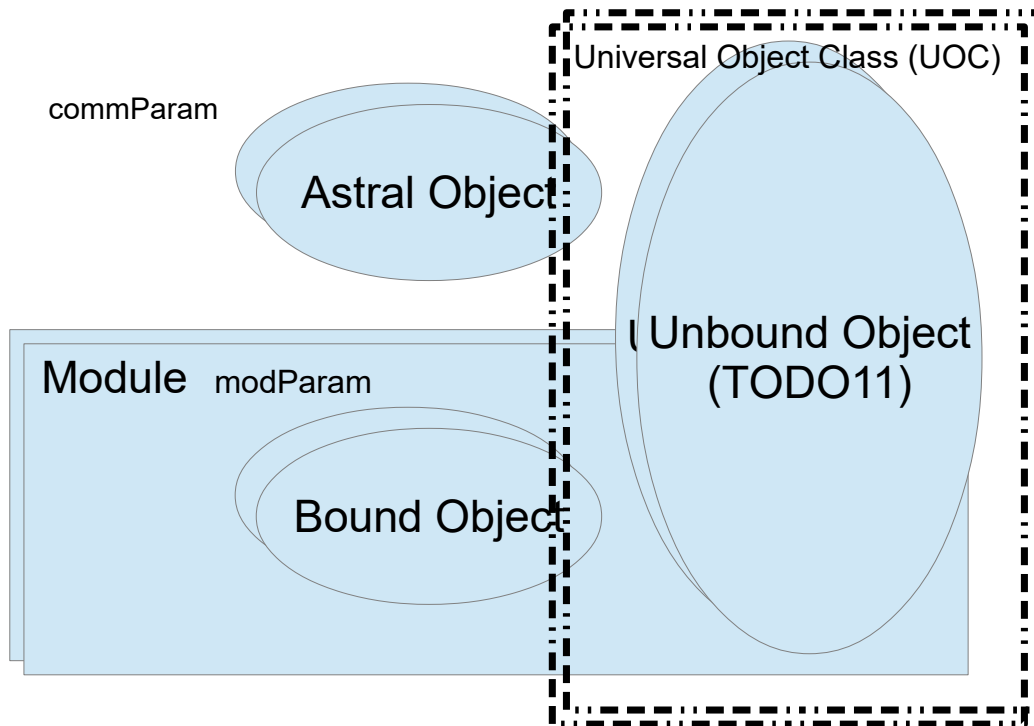 Universal Object Class (UOC)
commParam
Astral Object
Unbound Object
(TODO11)
Module modParam
Bound Object